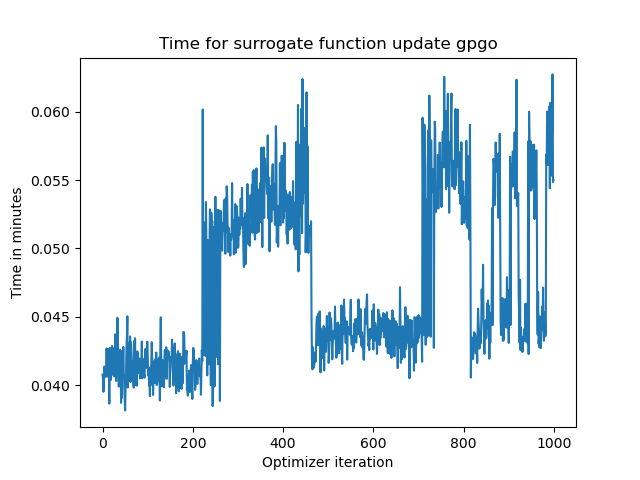 Time for surrogate function update gpgo
0.060
0.055
0.050
0.045
0.040
Time in minutes
0 200 400 600 800 1000
Optimizer iteration